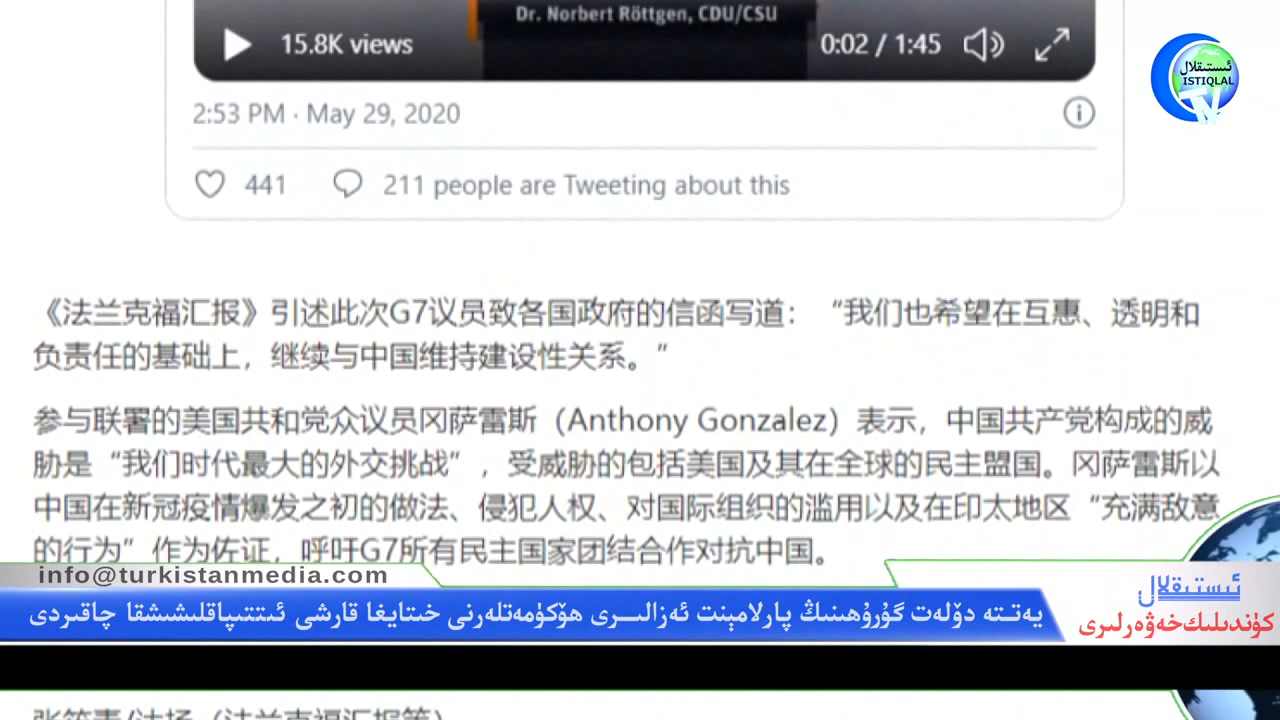 Dr. Norbert Röttgen, CDU/CSU
15.8K views
0:02 / 1:45
ئىستىقلال
ISTIQLAL
TV
2:53 PM · May 29, 2020
441
211 people are Tweeting about this
《法兰克福汇报》引述此次G7议员致各国政府的信函写道：“我们也希望在互惠、透明和
负责任的基础上，继续与中国维持建设性关系。”
参与联署的美国共和党众议员冈萨雷斯（Anthony Gonzalez）表示，中国共产党构成的威
胁是“我们时代最大的外交挑战”，受威胁的包括美国及其在全球的民主盟国。冈萨雷斯以
中国在新冠疫情爆发之初的做法、侵犯人权、对国际组织的滥用以及在印太地区“充满敌意
的行为”作为佐证，呼吁G7所有民主国家团结合作对抗中国。
info@turkistanmedia.com
ئىستىقلال
يەتتە دۆلەت گۇرۇھىنىڭ پارلامېنت ئەزالىرى ھۆكۈمەتلەرنى خىتايغا قارشى ئىتتىپاقلىشىشقا چاقىردى
كۈندىلىك خەۋەرلىرى